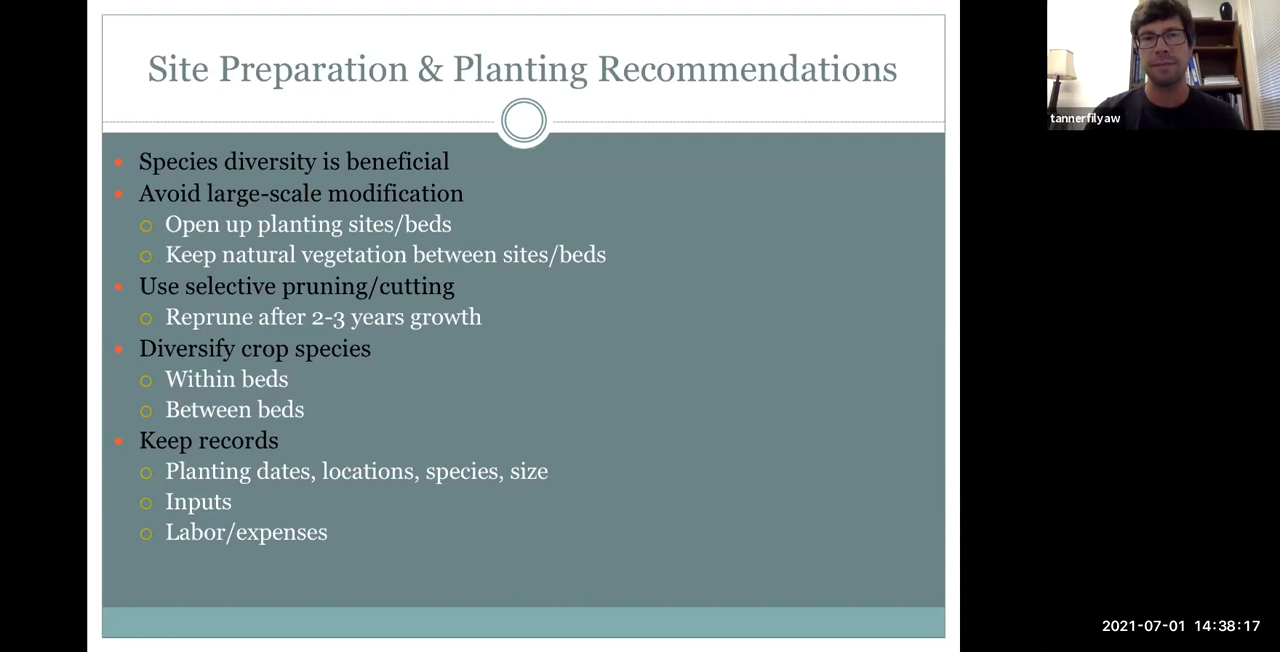 Site Preparation & Planting Recommendations
Species diversity is beneficial
Avoid large-scale modification
Open up planting sites/beds
Keep natural vegetation between sites/beds
Use selective pruning/cutting
Reprune after 2-3 years growth
Diversify crop species
Within beds
Between beds
Keep records
Planting dates, locations, species, size
Inputs
Labor/expenses
tannerfilyaw
2021-07-01 14:38:17